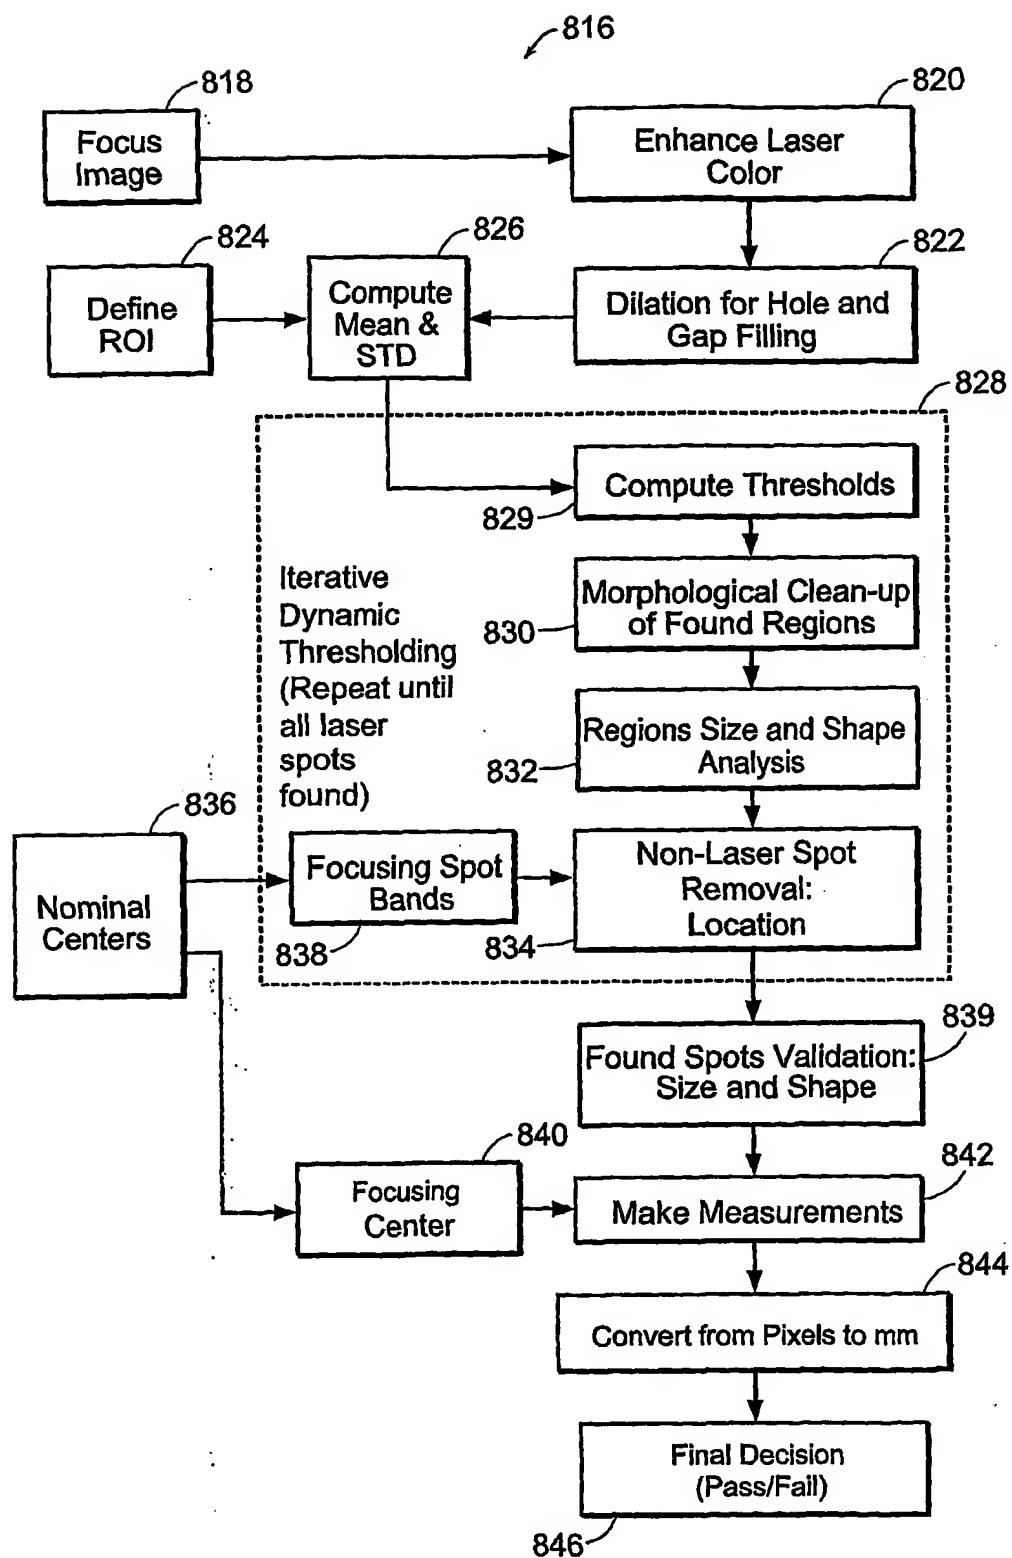 816
818
820
Focus
Image
Enhance Laser
Color
824
826
822
Define
ROI
Compute
Mean &
STD
Dilation for Hole and
Gap Filling
828
Compute Thresholds
829
Iterative
Dynamic
Thresholding
(Repeat until
all laser
spots
found)
Morphological Clean-up
of Found Regions
830
Regions Size and Shape
Analysis
832
836
Nominal
Centers
Focusing Spot
Bands
838
Non-Laser Spot
Removal:
Location
834
839
Found Spots Validation:
Size and Shape
840
Focusing
Center
842
Make Measurements
844
Convert from Pixels to mm
Final Decision
(Pass/Fail)
846